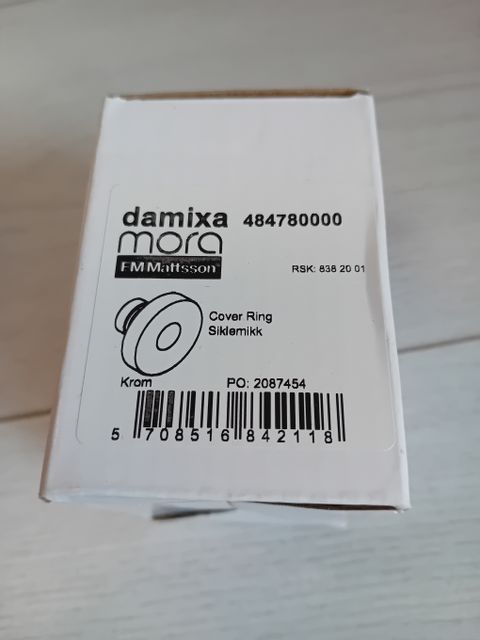 damixa 484780000
mora
FM Mattsson
RSK: 838 20 01
Cover Ring
Siklemikk
Krom PO: 2087454
5 708516 842118